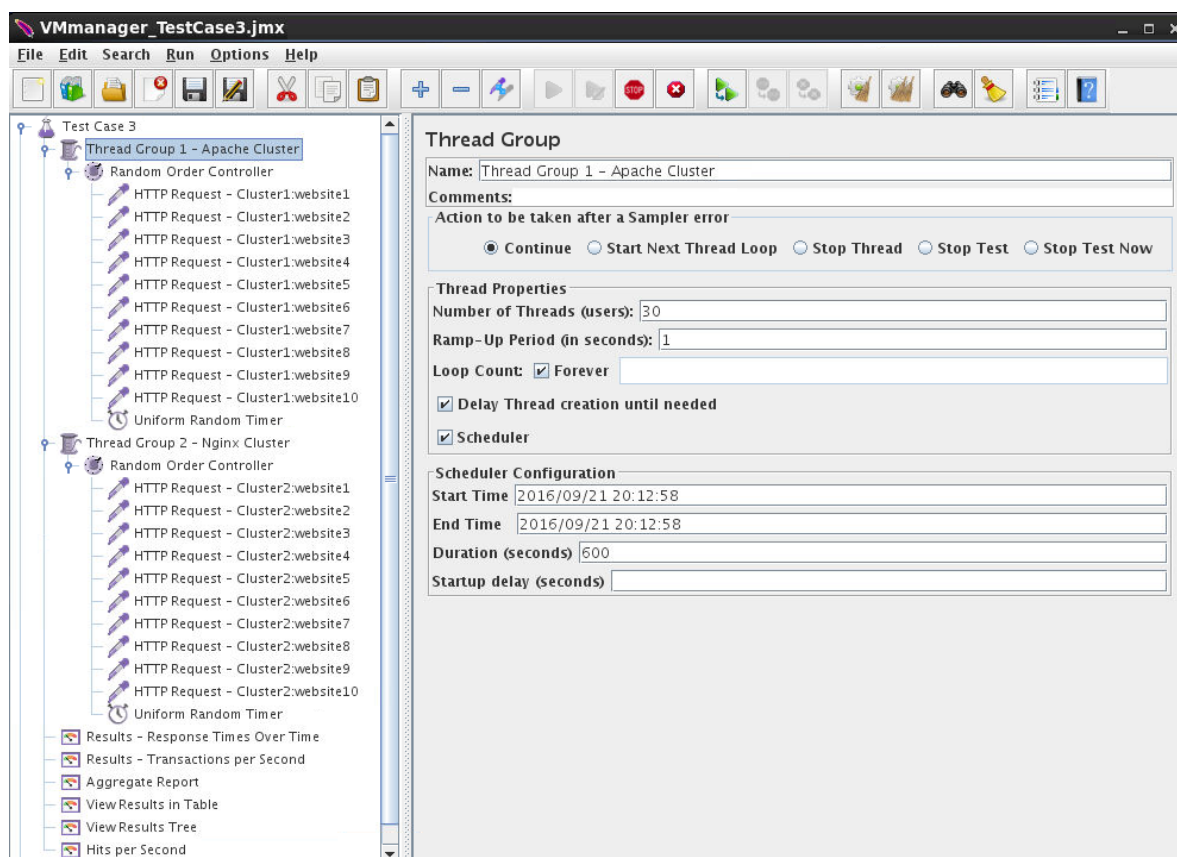 VMmanager_TestCase3.jmx
File Edit Search Run Options Help
STOP
Test Case 3
Thread Group 1 - Apache Cluster
Random Order Controller
HTTP Request - Cluster1:website1
HTTP Request - Cluster1:website2
HTTP Request - Cluster1:website3
HTTP Request - Cluster1:website4
HTTP Request - Cluster1:website5
HTTP Request - Cluster1:website6
HTTP Request - Cluster1:website7
HTTP Request - Cluster1:website8
HTTP Request - Cluster1:website9
HTTP Request - Cluster1:website10
Uniform Random Timer
Thread Group 2 - Nginx Cluster
Random Order Controller
HTTP Request - Cluster2:website1
HTTP Request - Cluster2:website2
HTTP Request - Cluster2:website3
HTTP Request - Cluster2:website4
HTTP Request - Cluster2:website5
HTTP Request - Cluster2:website6
HTTP Request - Cluster2:website7
HTTP Request - Cluster2:website8
HTTP Request - Cluster2:website9
HTTP Request - Cluster2:website10
Uniform Random Timer
Results - Response Times Over Time
Results - Transactions per Second
Aggregate Report
View Results in Table
View Results Tree
Hits per Second
Thread Group
Name: Thread Group 1 - Apache Cluster
Comments:
Action to be taken after a Sampler error
Continue Start Next Thread Loop Stop Thread Stop Test Stop Test Now
Thread Properties
Number of Threads (users): 30
Ramp-Up Period (in seconds): 1
Loop Count: Forever
Delay Thread creation until needed
Scheduler
Scheduler Configuration
Start Time 2016/09/21 20:12:58
End Time 2016/09/21 20:12:58
Duration (seconds) 600
Startup delay (seconds)